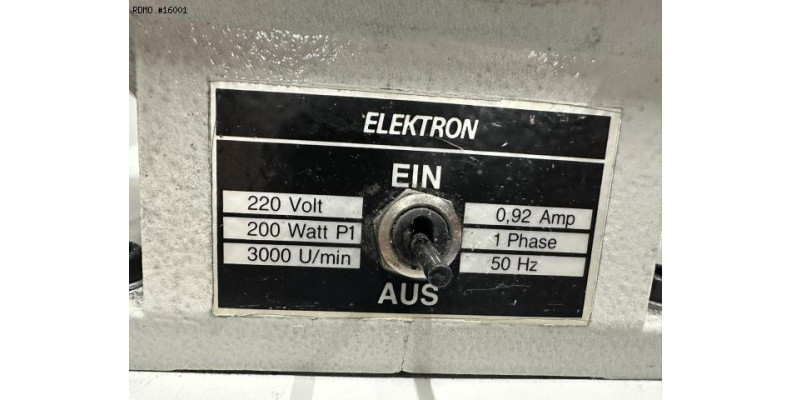 RDMO #16001
ELEKTRON
EIN
220 Volt
200 Watt P1
3000 U/min
0,92 Amp
1 Phase
50 Hz
AUS